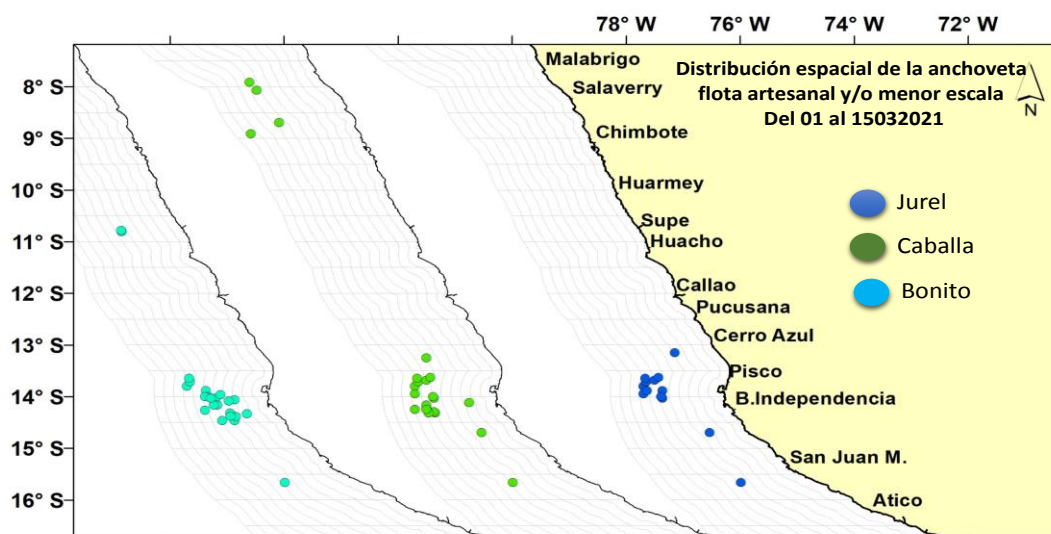 78° W 76° W 74° W 72° W
Distribución espacial de la anchoveta
flota artesanal y/o menor escala
Del 01 al 15032021
N
8° S
9° S
10° S
11° S
12° S
13° S
14° S
15° S
16° S
Malabrigo
Salaverry
Chimbote
Huarmey
Supe
Huacho
Callao
Pucusana
Cerro Azul
Pisco
B.Independencia
San Juan M.
Atico
Jurel
Caballa
Bonito